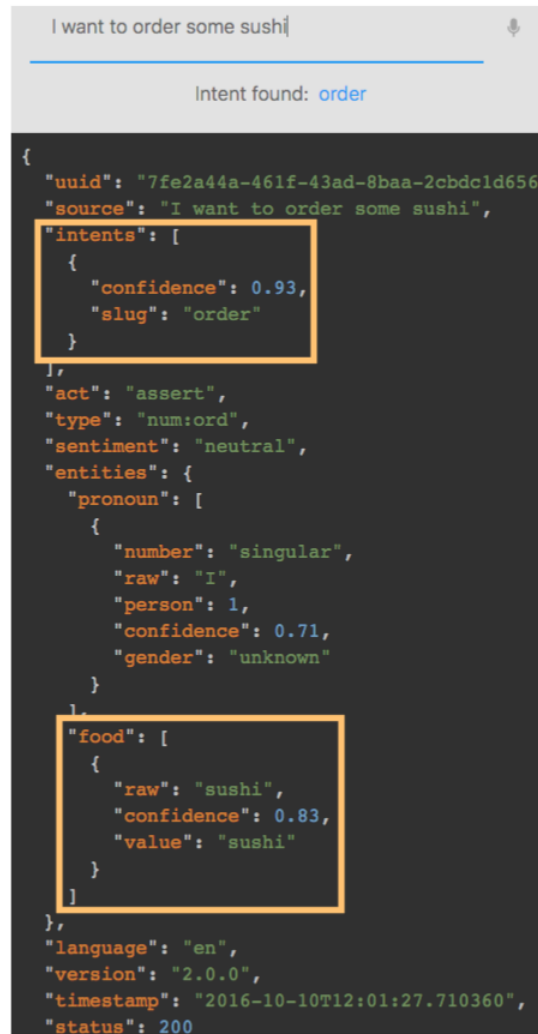 I want to order some sushi
Intent found: order
{
"uuid": "7fe2a44a-461f-43ad-8baa-2cbdc1d656
"source": "I want to order some sushi",
"intents": [
{
"confidence": 0.93,
"slug": "order"
}
],
"act": "assert",
"type": "num:ord",
"sentiment": "neutral",
"entities": {
"pronoun": [
{
"number": "singular",
"raw": "I",
"person": 1,
"confidence": 0.71,
"gender": "unknown"
}
],
"food": [
{
"raw": "sushi",
"confidence": 0.83,
"value": "sushi"
}
]
},
"language": "en",
"version": "2.0.0",
"timestamp": "2016-10-10T12:01:27.710360",
"status": 200